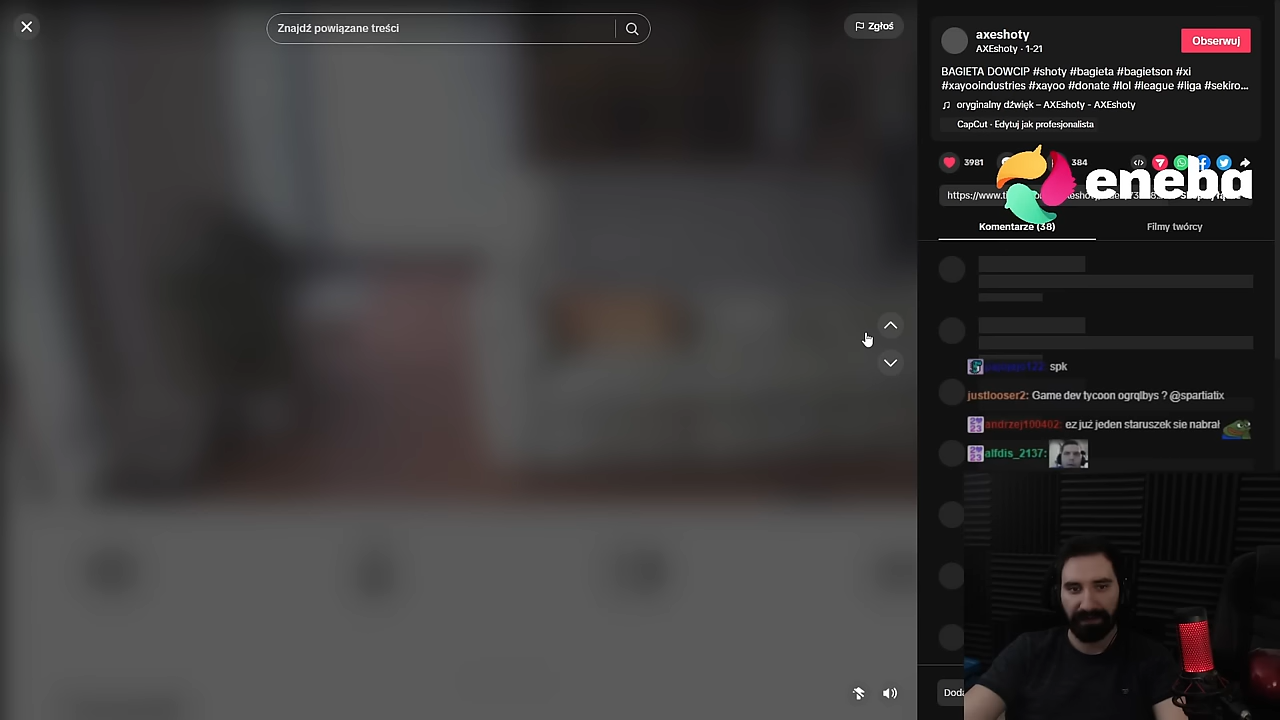 Znajdź powiązane treści
Zgłoś
axeshoty
AXEshoty · 1-21
Obserwuj
BAGIETA DOWCIP #shoty #bagieta #bagietson #xi
#xayooindustries #xayoo #donate #lol #league #liga #sekiro...
oryginalny dźwięk – AXEshoty - AXEshoty
CapCut · Edytuj jak profesjonalista
3981
384
eneba
https://www.t
Komentarze (38)
Filmy twórcy
spk
justlooser2: Game dev tycoon ogrqlbys ? @spartiatix
andrzej100402: ez już jeden staruszek sie nabrał
alfdis_2137:
Doda